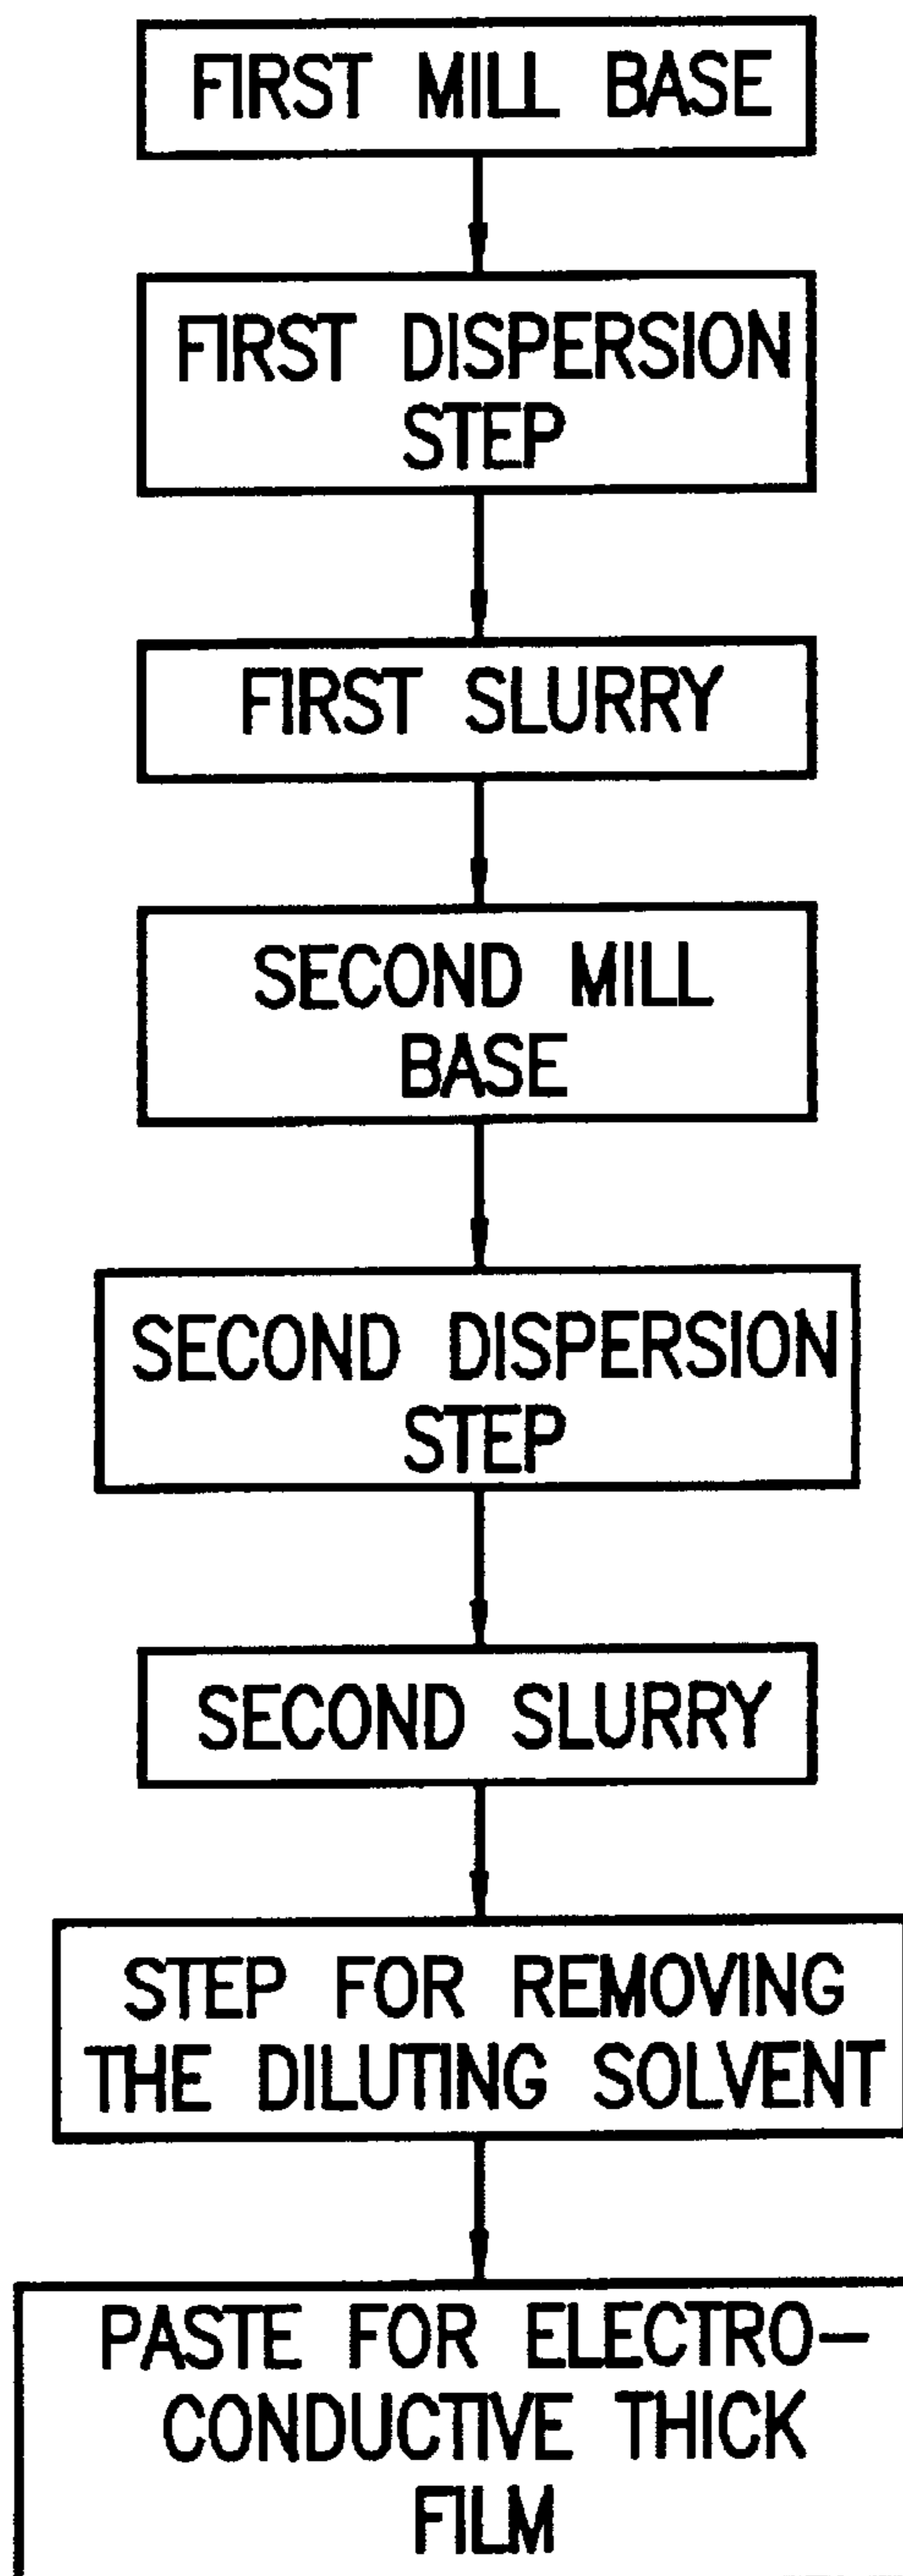 FIRST MILL BASE
FIRST DISPERSION
STEP
FIRST SLURRY
SECOND MILL
BASE
SECOND DISPERSION
STEP
SECOND SLURRY
STEP FOR REMOVING
THE DILUTING SOLVENT
PASTE FOR ELECTRO-
CONDUCTIVE THICK
FILM